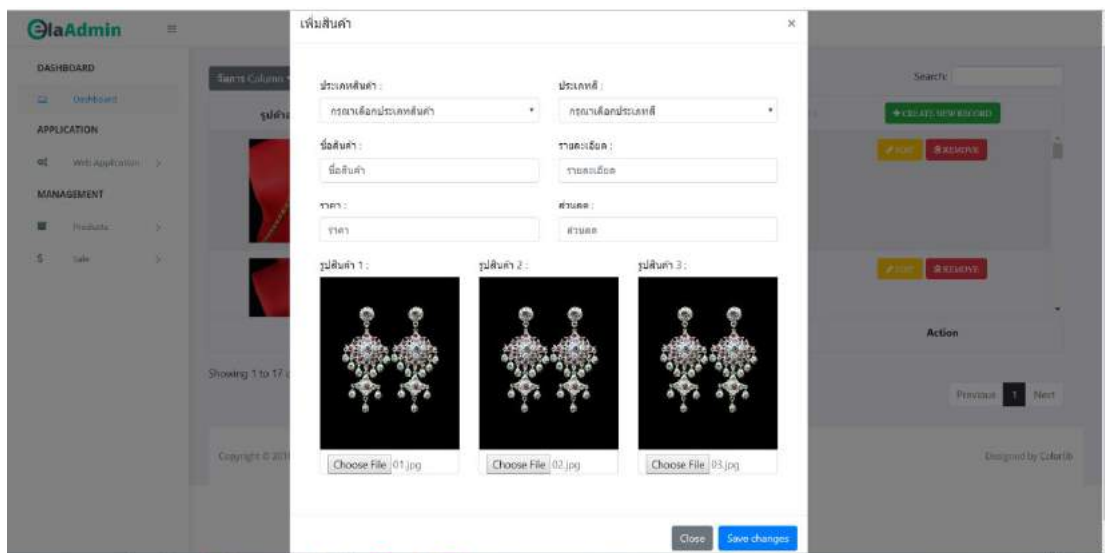 ElaAdmin
เพิ่มสินค้า
×
DASHBOARD
Dashboard
APPLICATION
Web Application
MANAGEMENT
Products
Sale
จัดการ Column
Search:
+ CREATE NEW RECORD
EDIT
REMOVE
EDIT
REMOVE
Action
ประเภทสินค้า :
ประเภทสี :
กรุณาเลือกประเภทสินค้า
กรุณาเลือกประเภทสี
ชื่อสินค้า :
รายละเอียด :
ชื่อสินค้า
รายละเอียด
ราคา :
ส่วนลด :
ราคา
ส่วนลด
รูปสินค้า 1 :
รูปสินค้า 2 :
รูปสินค้า 3 :
Choose File 01.jpg
Choose File 02.jpg
Choose File 03.jpg
Showing 1 to 17
Previous 1 Next
Copyright ©
Designed by Colorlib
Close
Save changes